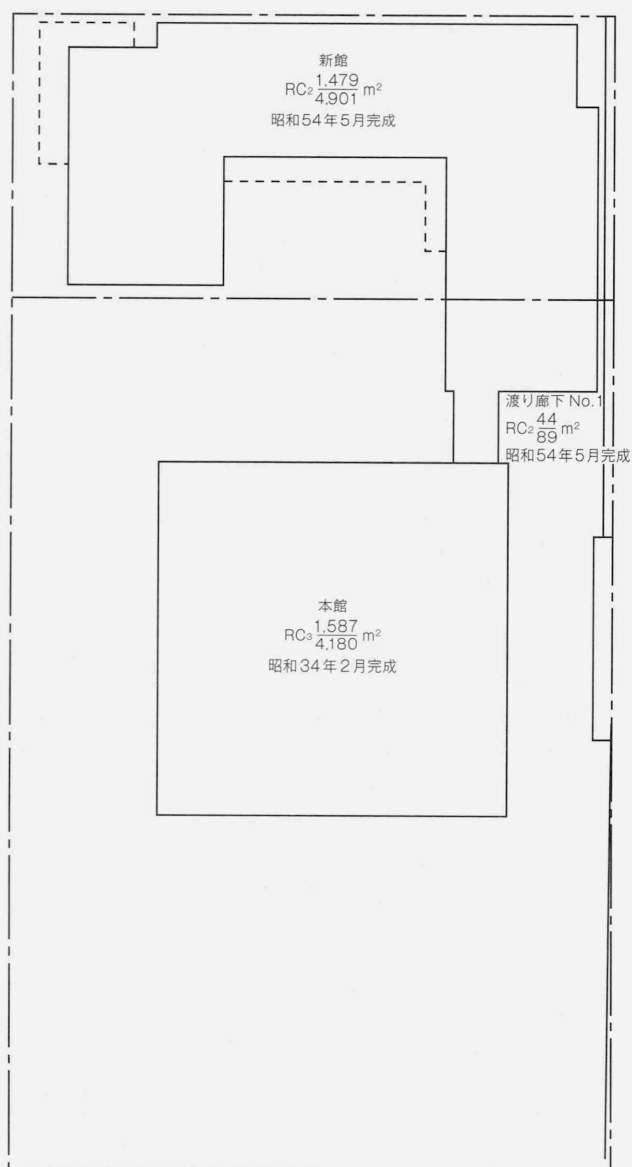 新館
RC₂ 1,479/4,901 m²
昭和54年5月完成
渡り廊下 No.1
RC₂ 44/89 m²
昭和54年5月完成
本館
RC₃ 1,587/4,180 m²
昭和34年2月完成